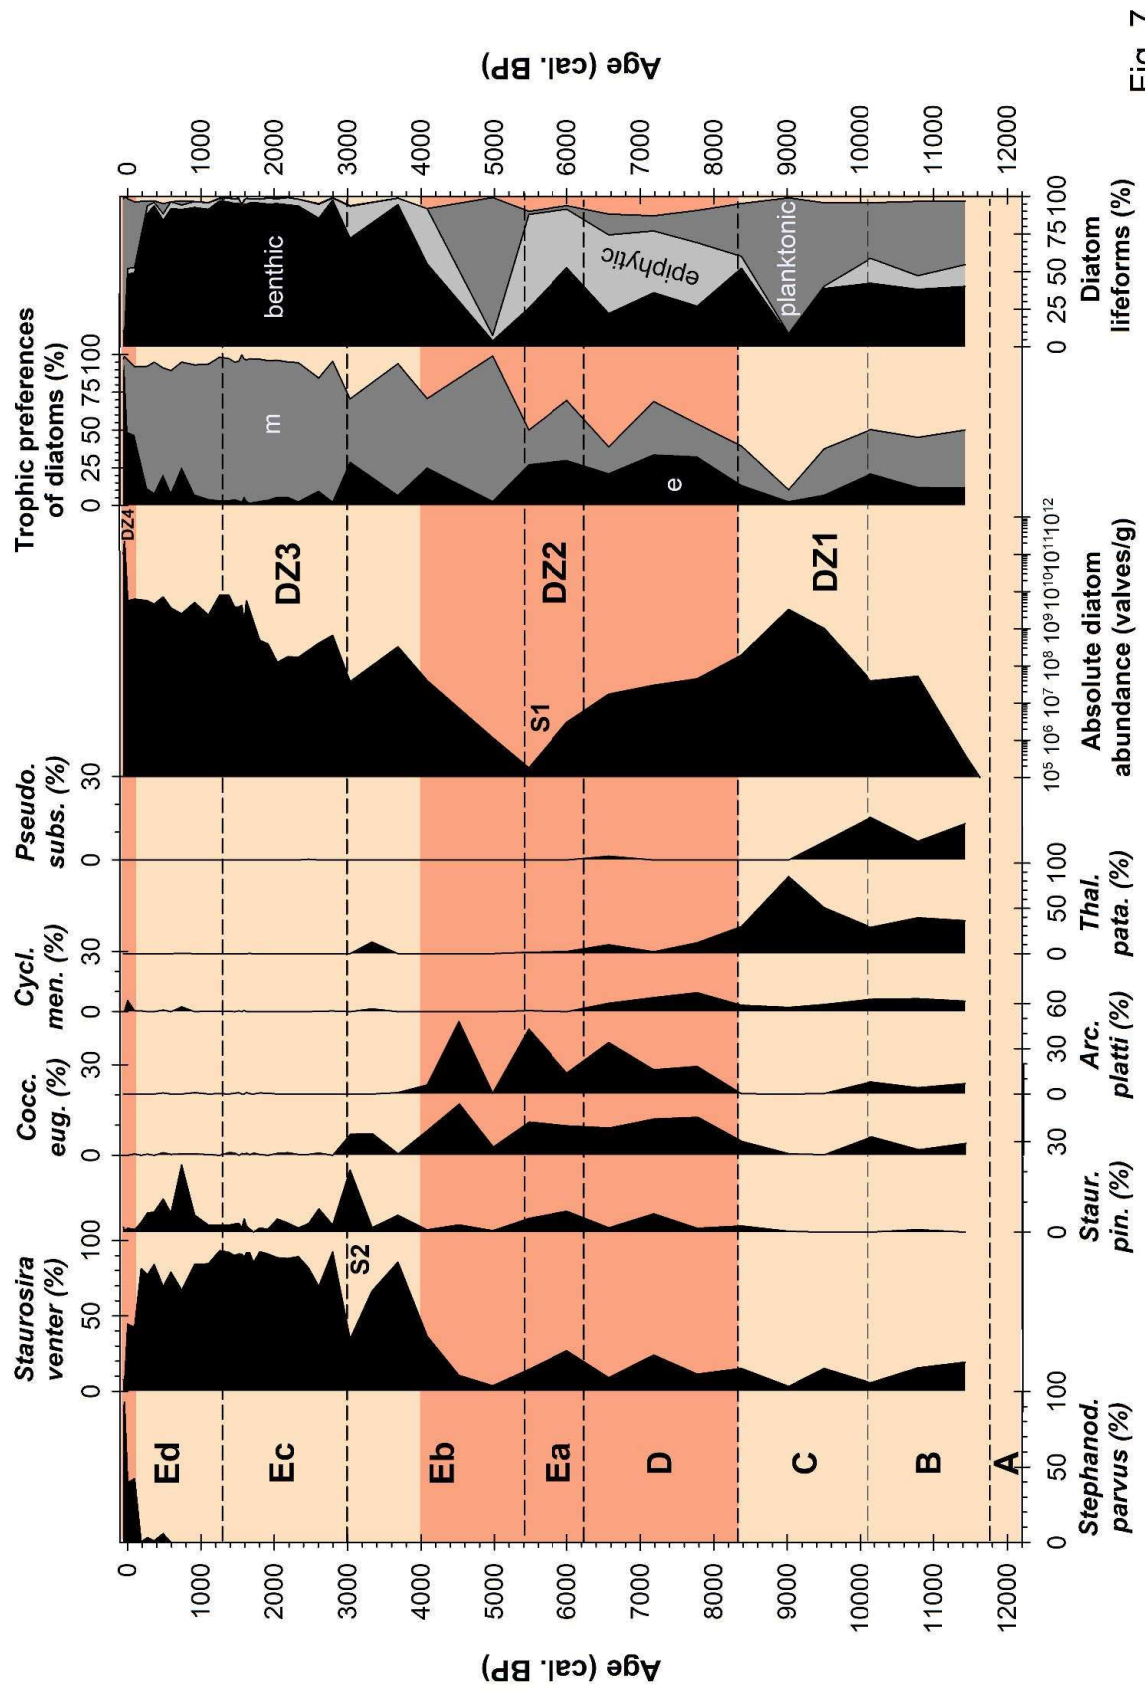 Trophic preferences
of diatoms (%)
Pseudo.
subs. (%)
Cycl.
men. (%)
Cocc.
eug. (%)
Staurosira
venter (%)
0 25 50 75 100
0 30
0 30
0 30
0 50 100
Age (cal. BP)
0 1000 2000 3000 4000 5000 6000 7000 8000 9000 10000 11000 12000
Ed
Ec
Eb
Ea
D
C
B
A
S2
S1
DZ4
DZ3
DZ2
DZ1
m
e
benthic
epiphytic
planktonic
0 1000 2000 3000 4000 5000 6000 7000 8000 9000 10000 11000 12000
Age (cal. BP)
0 50 100
0 30
0 30 60
0 50 100
10⁵ 10⁶ 10⁷ 10⁸ 10⁹ 10¹⁰ 10¹¹ 10¹²
0 25 50 75 100
Stephanod.
parvus (%)
Staur.
pin. (%)
Arc.
platti (%)
Thal.
pata. (%)
Absolute diatom
abundance (valves/g)
Diatom
lifeforms (%)
Fig. 7